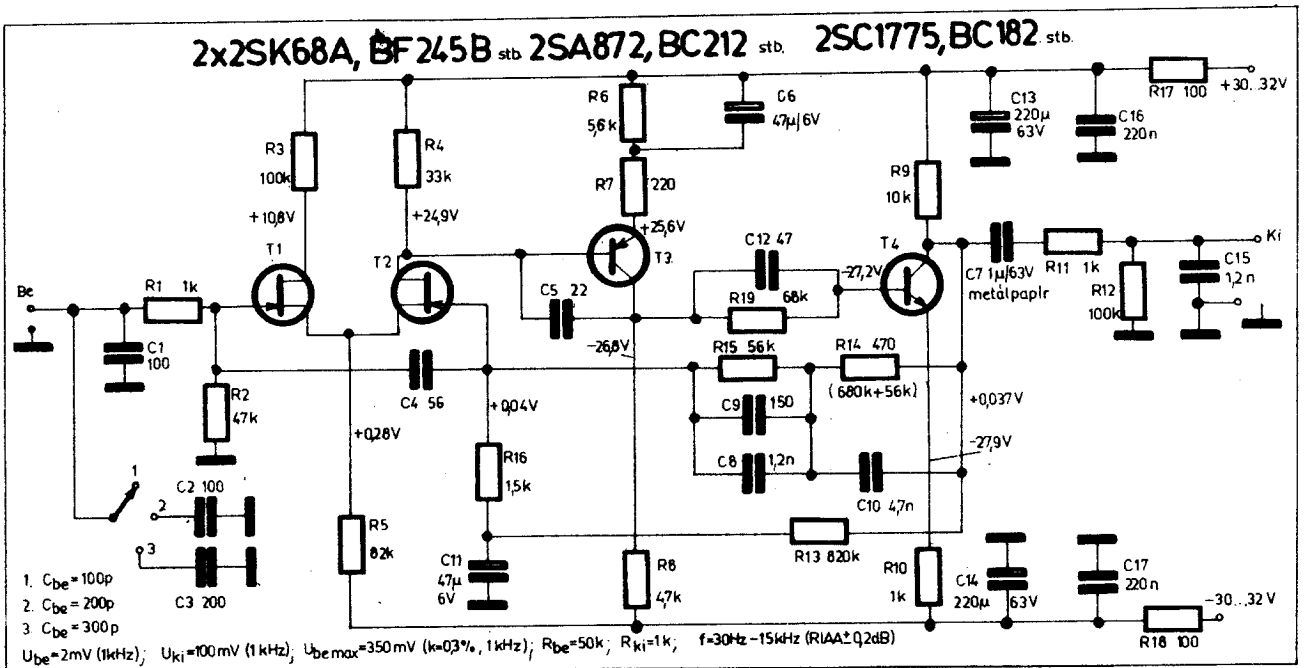 2x2SK68A, BF245B stb. 2SA872, BC212 stb. 2SC1775, BC182 stb.
R3
100k
+10,8V
R4
33k
+24,9V
R6
5,6k
C6
47µ/6V
R7
220
+25,6V
C13
220µ
63V
C16
220n
R17 100
+30..32V
R9
10k
T1
T2
T3
T4
C12 47
R19
68k
-27,2V
C7 1µ/63V
metálpapír
R11 1k
R12
100k
Ki
C15
1,2n
Be
R1 1k
C1
100
R2
47k
C5 22
-26,8V
C4 56
+0,04V
R15 56k
R14 470
(680k+56k)
C9 150
C8 1,2n
C10 4,7n
+0,037V
-27,9V
+0,28V
R16
1,5k
1
2
3
C2 100
C3 200
R5
82k
C11
47µ
6V
R13 820k
R8
4,7k
R10
1k
C14
220µ
63V
C17
220n
-30...32V
R18 100
1. Cbe=100p
2. Cbe=200p
3. Cbe=300p
Ube=2mV (1kHz); Uki=100mV (1kHz); Ube max=350mV (k=0,3%, 1kHz); Rbe=50k; Rki=1k; f=30Hz-15kHz (RIAA±0,2dB)